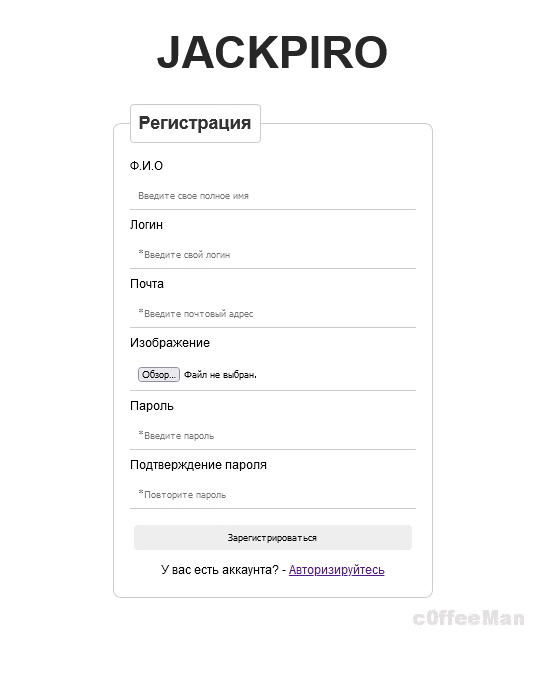 JACKPIRO
Регистрация
Ф.И.О
Введите свое полное имя
Логин
*Введите свой логин
Почта
*Введите почтовый адрес
Изображение
Обзор... Файл не выбран.
Пароль
*Введите пароль
Подтверждение пароля
*Повторите пароль
Зарегистрироваться
У вас есть аккаунта? - Авторизируйтесь
c0ffeeMan